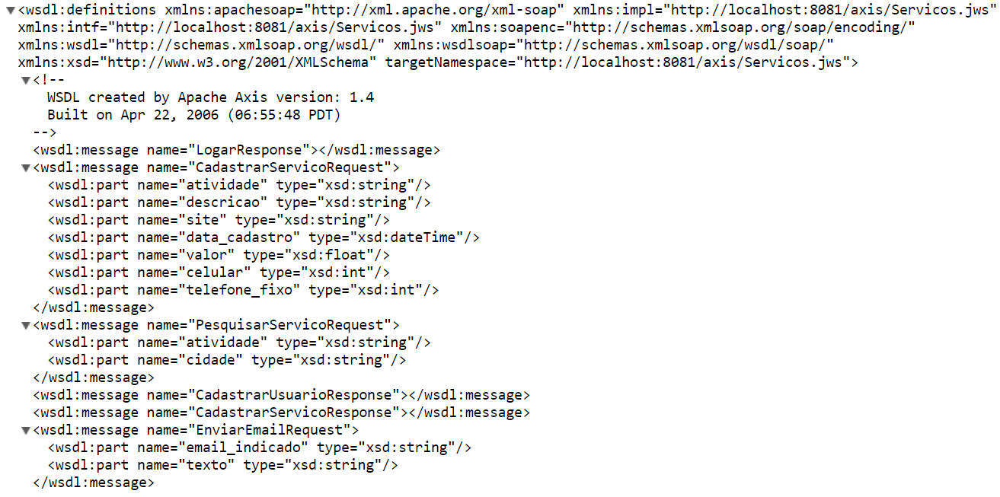 ▼<wsdl:definitions xmlns:apachesoap="http://xml.apache.org/xml-soap" xmlns:impl="http://localhost:8081/axis/Servicos.jws"
xmlns:intf="http://localhost:8081/axis/Servicos.jws" xmlns:soapenc="http://schemas.xmlsoap.org/soap/encoding/"
xmlns:wsdl="http://schemas.xmlsoap.org/wsdl/" xmlns:wsdlsoap="http://schemas.xmlsoap.org/wsdl/soap/"
xmlns:xsd="http://www.w3.org/2001/XMLSchema" targetNamespace="http://localhost:8081/axis/Servicos.jws">
▼<!--
WSDL created by Apache Axis version: 1.4
Built on Apr 22, 2006 (06:55:48 PDT)
-->
<wsdl:message name="LogarResponse"></wsdl:message>
▼<wsdl:message name="CadastrarServicoRequest">
<wsdl:part name="atividade" type="xsd:string"/>
<wsdl:part name="descricao" type="xsd:string"/>
<wsdl:part name="site" type="xsd:string"/>
<wsdl:part name="data_cadastro" type="xsd:dateTime"/>
<wsdl:part name="valor" type="xsd:float"/>
<wsdl:part name="celular" type="xsd:int"/>
<wsdl:part name="telefone_fixo" type="xsd:int"/>
</wsdl:message>
▼<wsdl:message name="PesquisarServicoRequest">
<wsdl:part name="atividade" type="xsd:string"/>
<wsdl:part name="cidade" type="xsd:string"/>
</wsdl:message>
<wsdl:message name="CadastrarUsuarioResponse"></wsdl:message>
<wsdl:message name="CadastrarServicoResponse"></wsdl:message>
▼<wsdl:message name="EnviarEmailRequest">
<wsdl:part name="email_indicado" type="xsd:string"/>
<wsdl:part name="texto" type="xsd:string"/>
</wsdl:message>